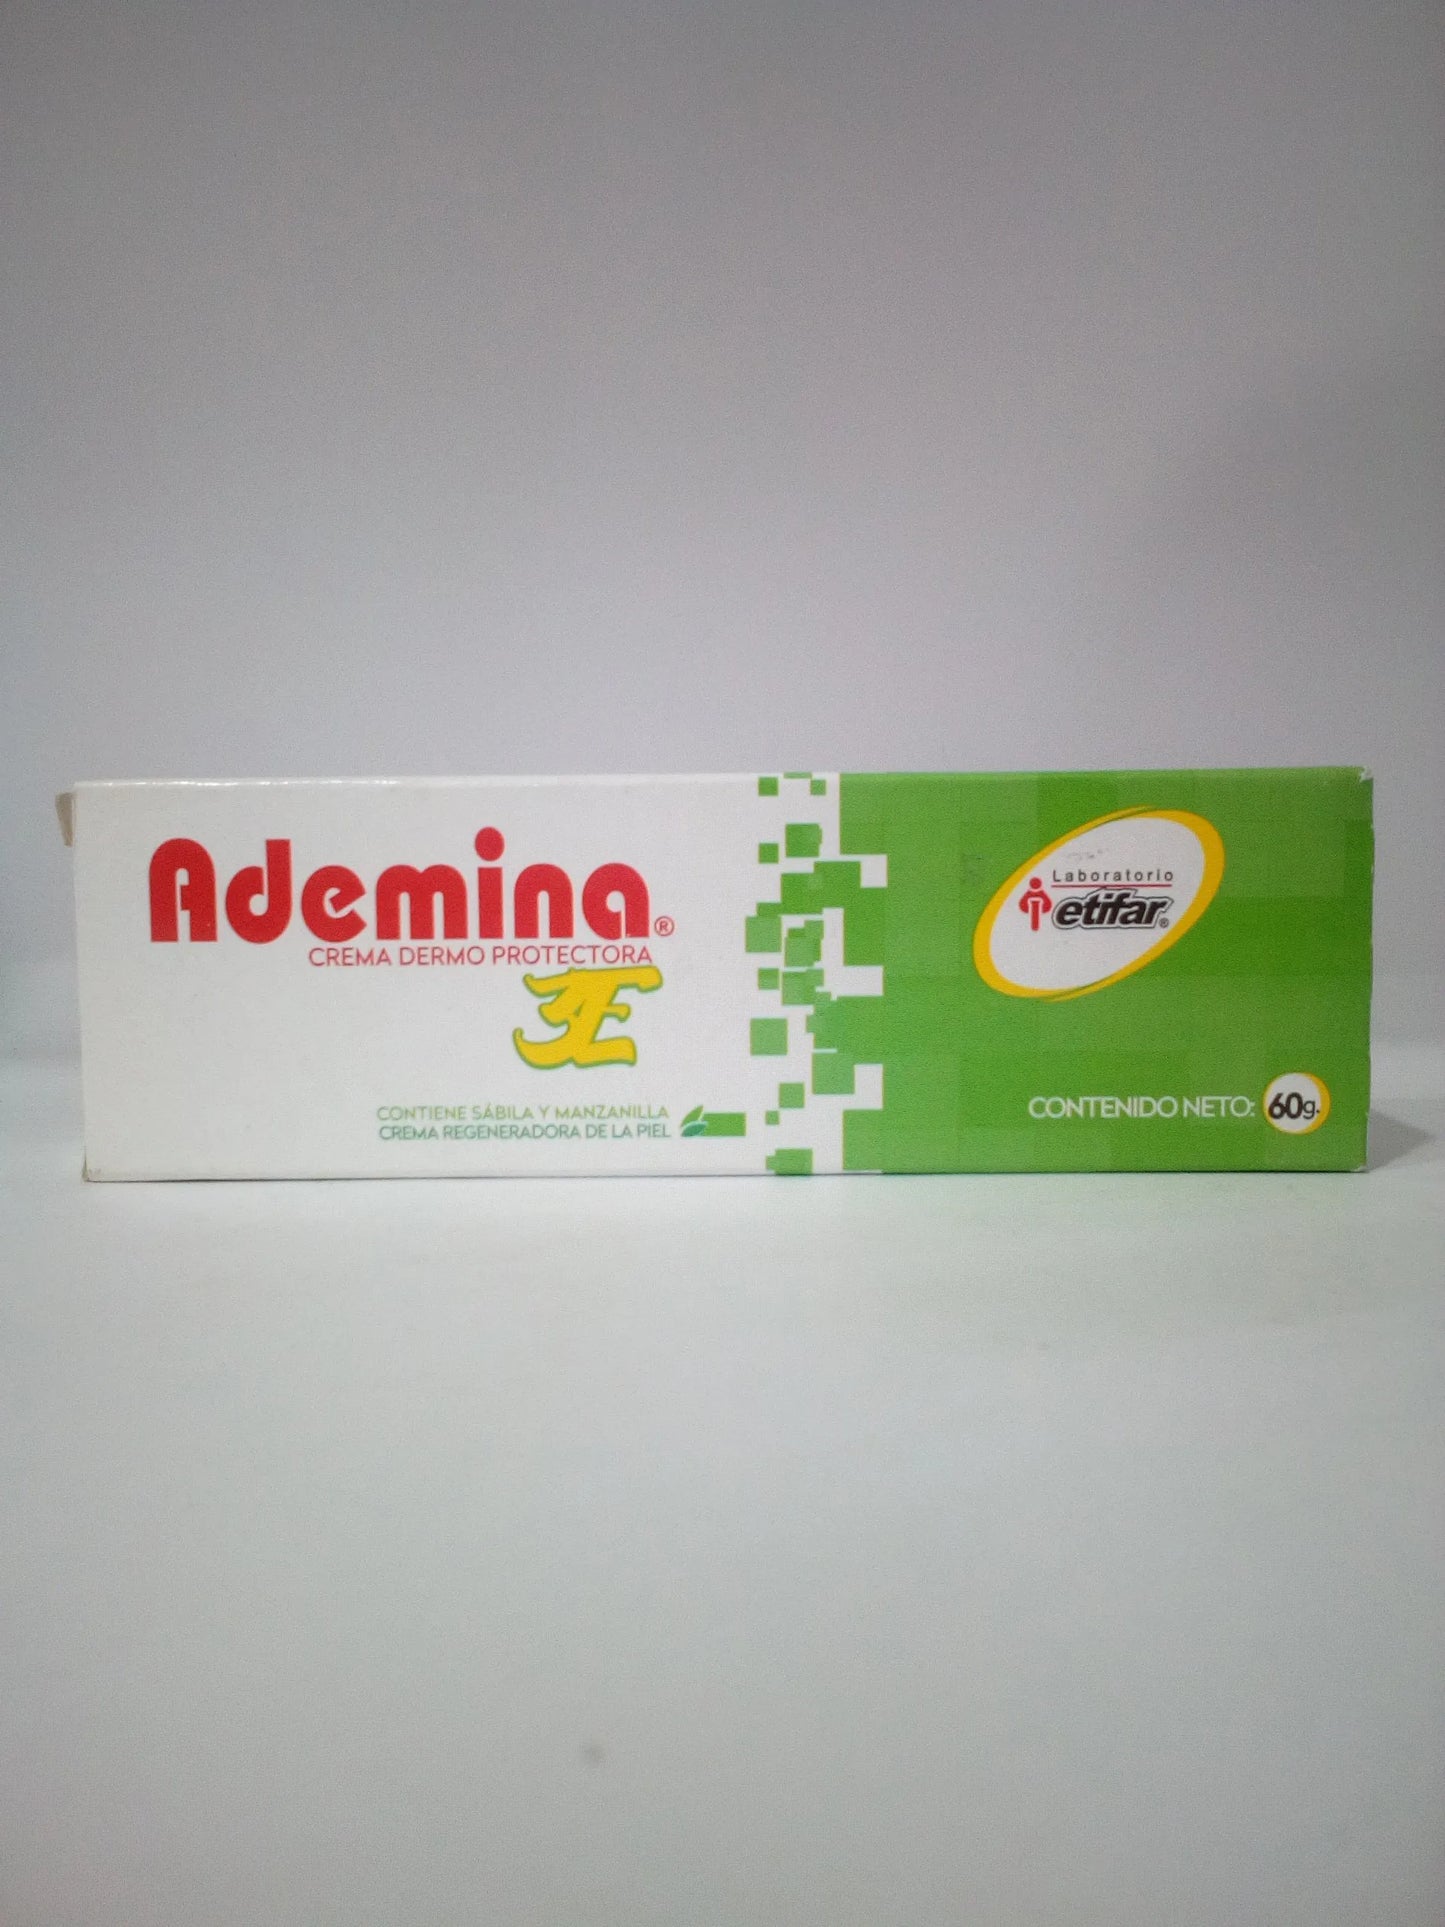 Ademina®
CREMA DERMO PROTECTORA
Æ
CONTIENE SÁBILA Y MANZANILLA
CREMA REGENERADORA DE LA PIEL
Laboratorio
etifar®
CONTENIDO NETO: 60g.